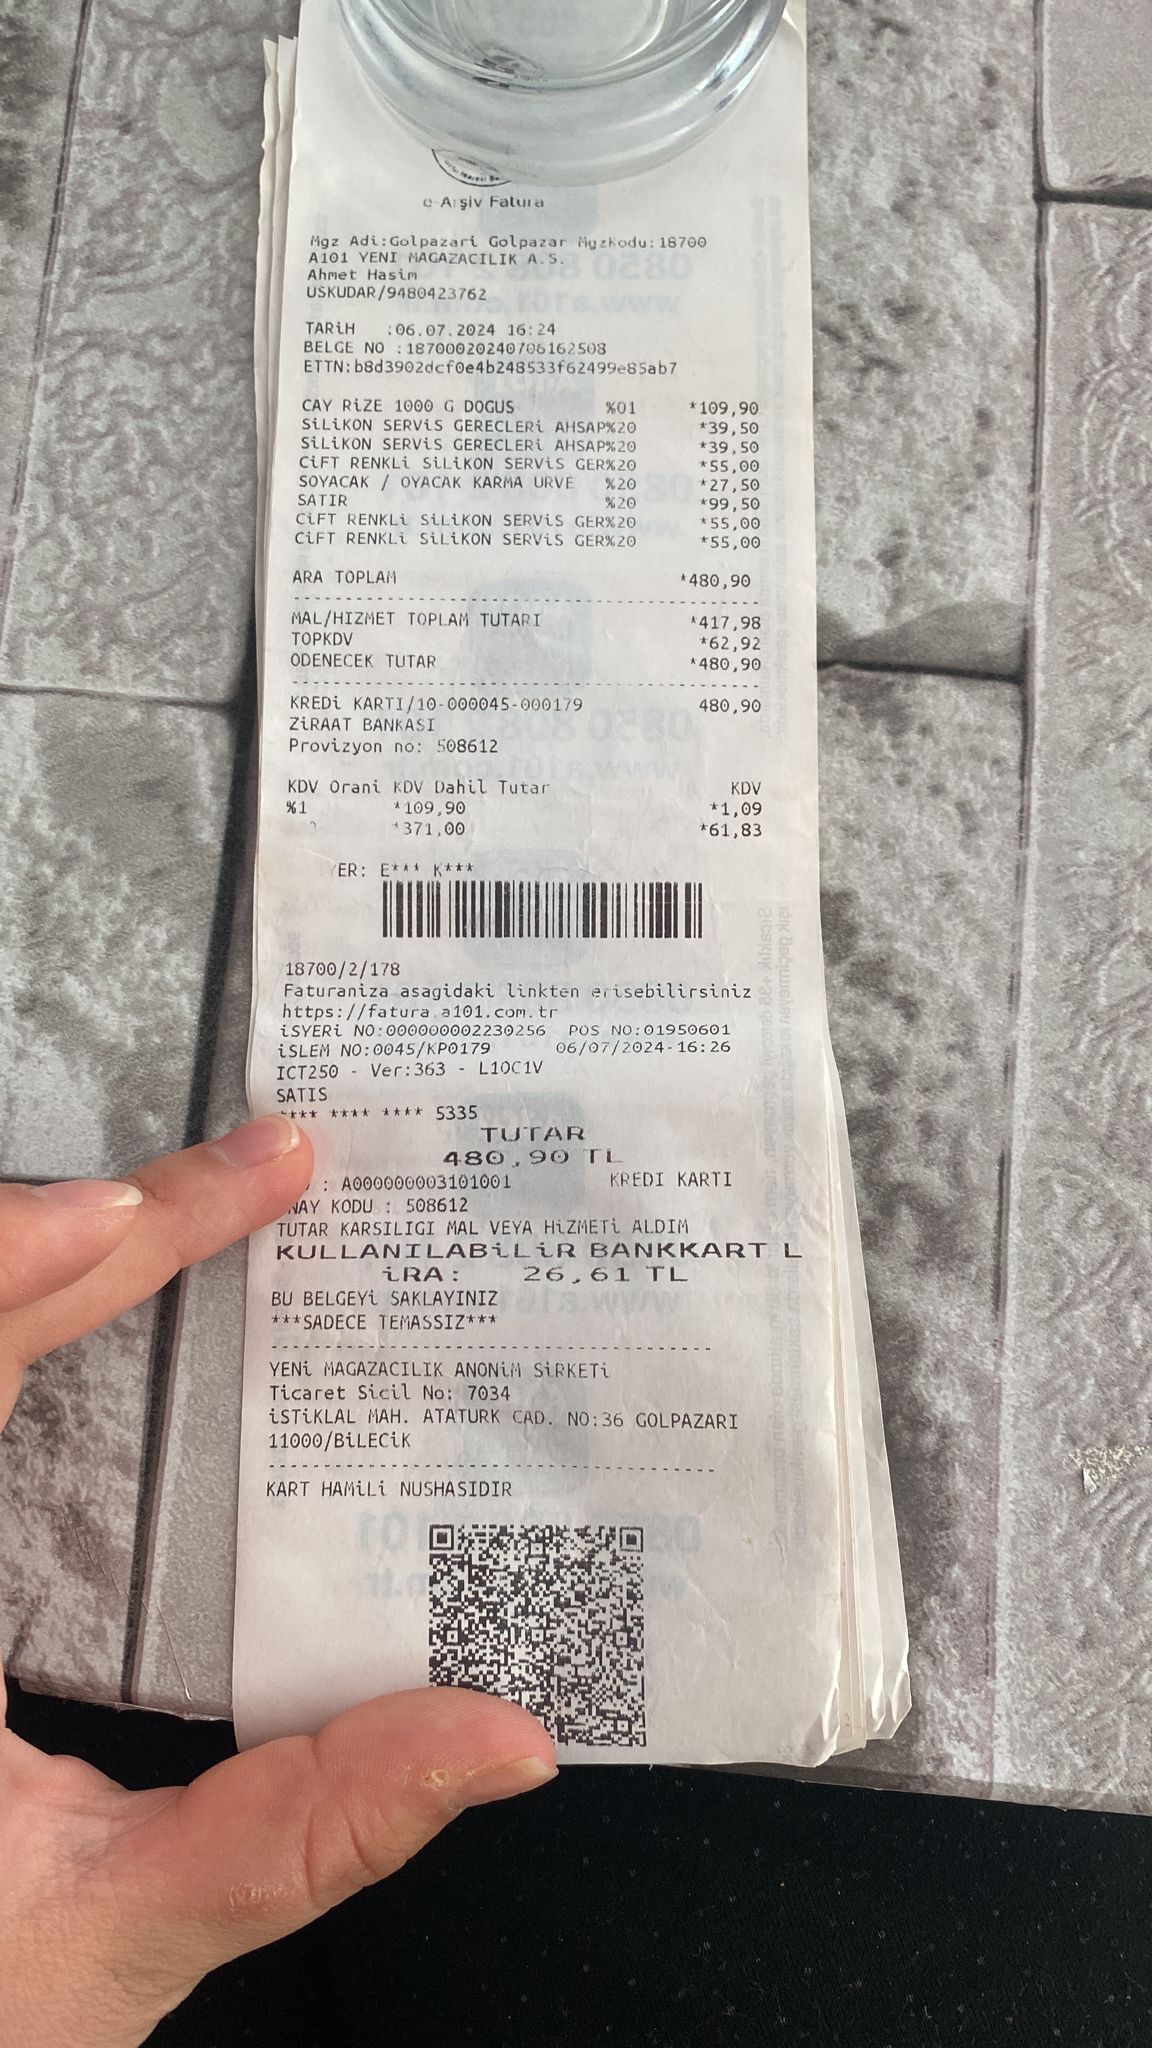 e-Arşiv Fatura
Mgz Adi:Golpazari Golpazar MgzKodu:18700
A101 YENİ MAGAZACILIK A.S.
Ahmet Hasim
USKUDAR/9480423762
TARiH :06.07.2024 16:24
BELGE NO :18700020240706162508
ETTN:b8d3902dcf0e4b248533f62499e85ab7
CAY RiZE 1000 G DOGUS %01 *109,90
SiLiKON SERViS GERECLERi AHSAP%20 *39,50
SiLiKON SERViS GERECLERi AHSAP%20 *39,50
CiFT RENKLi SiLiKON SERViS GER%20 *55,00
SOYACAK / OYACAK KARMA URVE %20 *27,50
SATIR %20 *99,50
CiFT RENKLi SiLiKON SERViS GER%20 *55,00
CiFT RENKLi SiLiKON SERViS GER%20 *55,00
ARA TOPLAM *480,90
MAL/HIZMET TOPLAM TUTARI *417,98
TOPKDV *62,92
ODENECEK TUTAR *480,90
KREDi KARTI/10-000045-000179 480,90
ZiRAAT BANKASI
Provizyon no: 508612
KDV Orani KDV Dahil Tutar KDV
%1 *109,90 *1,09
*371,00 *61,83
YER: E*** K***
18700/2/178
Faturaniza asagidaki linkten erisebilirsiniz
https://fatura.a101.com.tr
iSYERi NO:000000002230256 POS NO:01950601
iSLEM NO:0045/KP0179 06/07/2024-16:26
ICT250 - Ver:363 - L10C1V
SATIS
**** **** **** 5335
TUTAR
480,90 TL
: A000000003101001 KREDI KARTI
NAY KODU : 508612
TUTAR KARSILIGI MAL VEYA HiZMETi ALDIM
KULLANILABiLiR BANKKART L
iRA: 26,61 TL
BU BELGEYi SAKLAYINIZ
***SADECE TEMASSIZ***
YENi MAGAZACILIK ANONiM SiRKETi
Ticaret Sicil No: 7034
iSTiKLAL MAH. ATATURK CAD. NO:36 GOLPAZARI
11000/BiLECiK
KART HAMiLi NUSHASIDIR